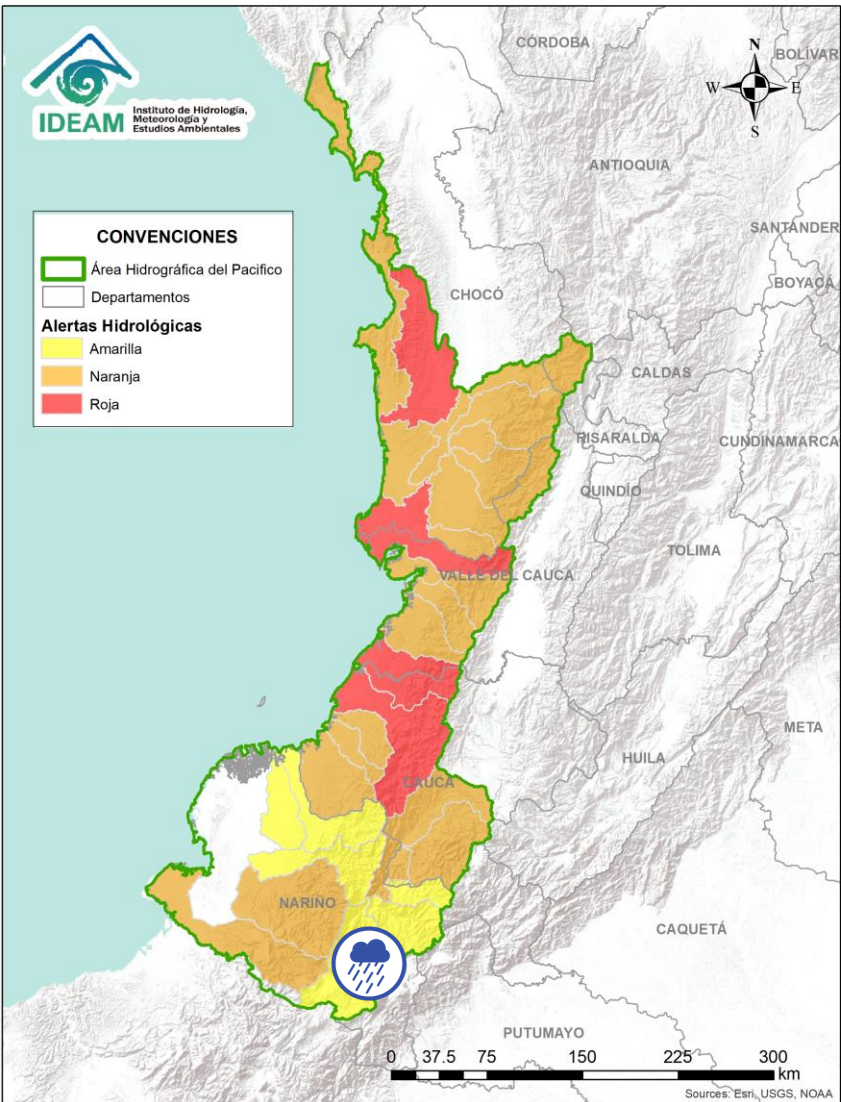 IDEAM
Instituto de Hidrología,
Meteorología y
Estudios Ambientales
N
W
E
S
CÓRDOBA
BOLÍVAR
ANTIOQUIA
SANTANDER
BOYACÁ
CHOCÓ
CONVENCIONES
Área Hidrográfica del Pacifico
Departamentos
Alertas Hidrológicas
Amarilla
Naranja
Roja
CALDAS
RISARALDA
CUNDINAMARCA
QUINDÍO
TOLIMA
VALLE DEL CAUCA
META
HUILA
CAUCA
NARIÑO
CAQUETÁ
PUTUMAYO
0 37.5 75 150 225 300
km
Sources: Esri, USGS, NOAA